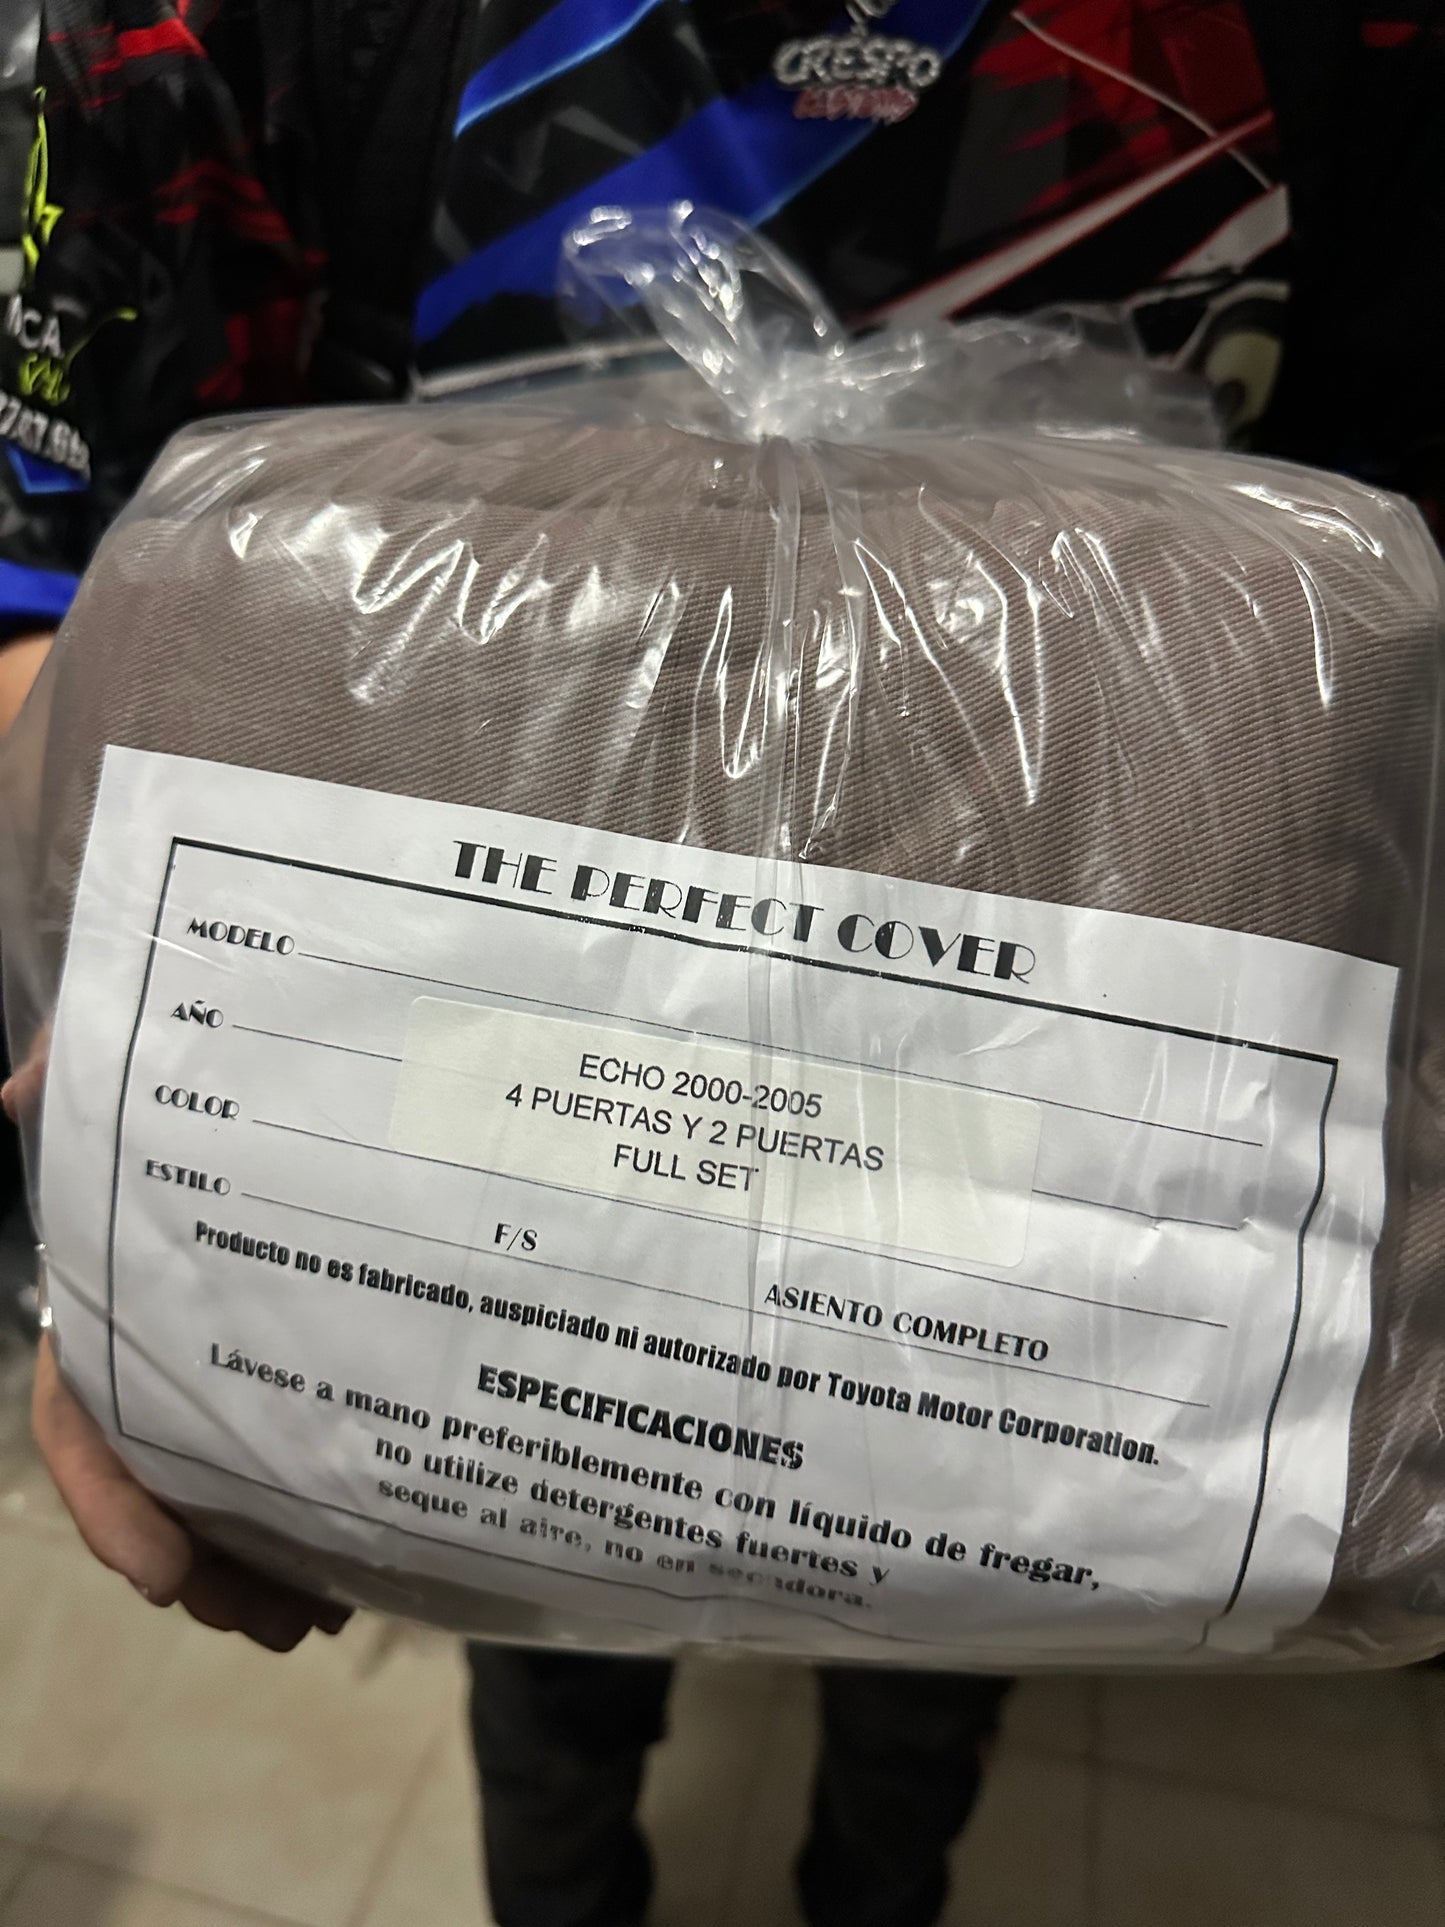 CRESPO
THE PERFECT COVER
MODELO
AÑO
COLOR
ESTILO
ECHO 2000-2005
4 PUERTAS Y 2 PUERTAS
FULL SET
F/S
ASIENTO COMPLETO
Producto no es fabricado, auspiciado ni autorizado por Toyota Motor Corporation.
ESPECIFICACIONES
Lávese a mano preferiblemente con líquido de fregar,
no utilize detergentes fuertes y
seque al aire, no en secadora.